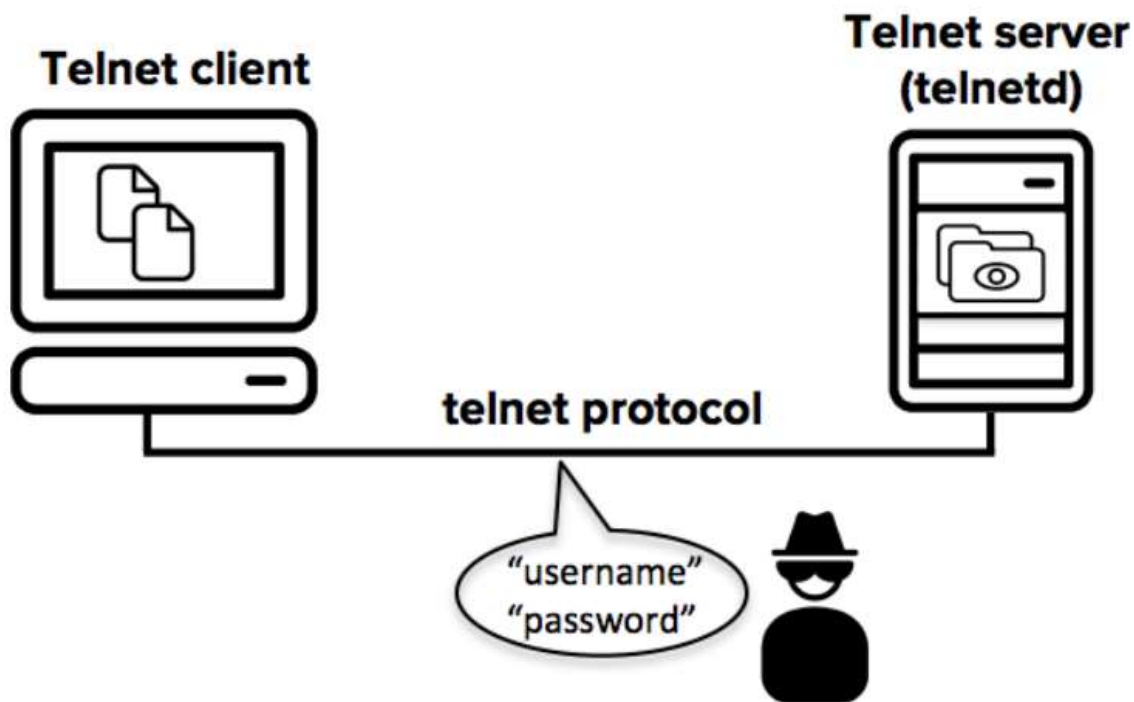 Telnet client
Telnet server
(telnetd)
telnet protocol
“username”
“password”